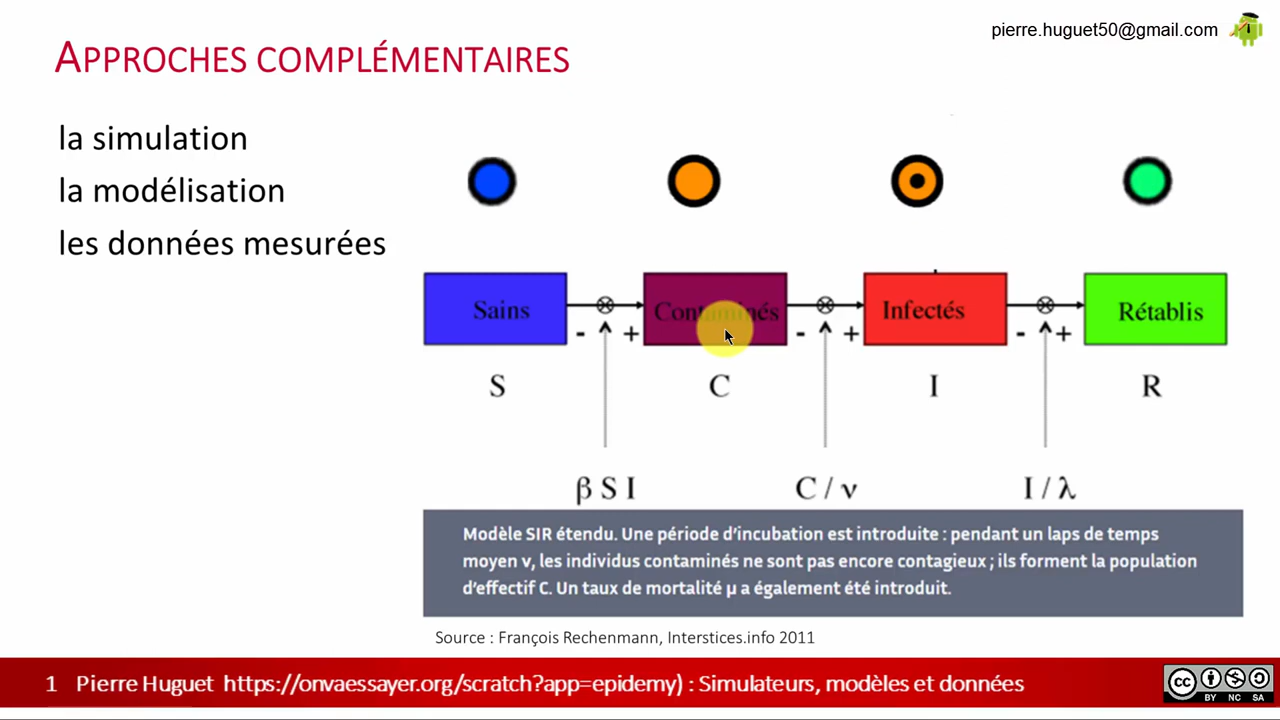 pierre.huguet50@gmail.com
APPROCHES COMPLÉMENTAIRES
la simulation
la modélisation
les données mesurées
Sains
Contaminés
Infectés
Rétablis
- + - + - +
S C I R
β S I C / ν I / λ
Modèle SIR étendu. Une période d'incubation est introduite : pendant un laps de temps
moyen ν, les individus contaminés ne sont pas encore contagieux ; ils forment la population
d'effectif C. Un taux de mortalité μ a également été introduit.
Source : François Rechenmann, Interstices.info 2011
1 Pierre Huguet https://onvaessayer.org/scratch?app=epidemy) : Simulateurs, modèles et données
cc
BY NC SA